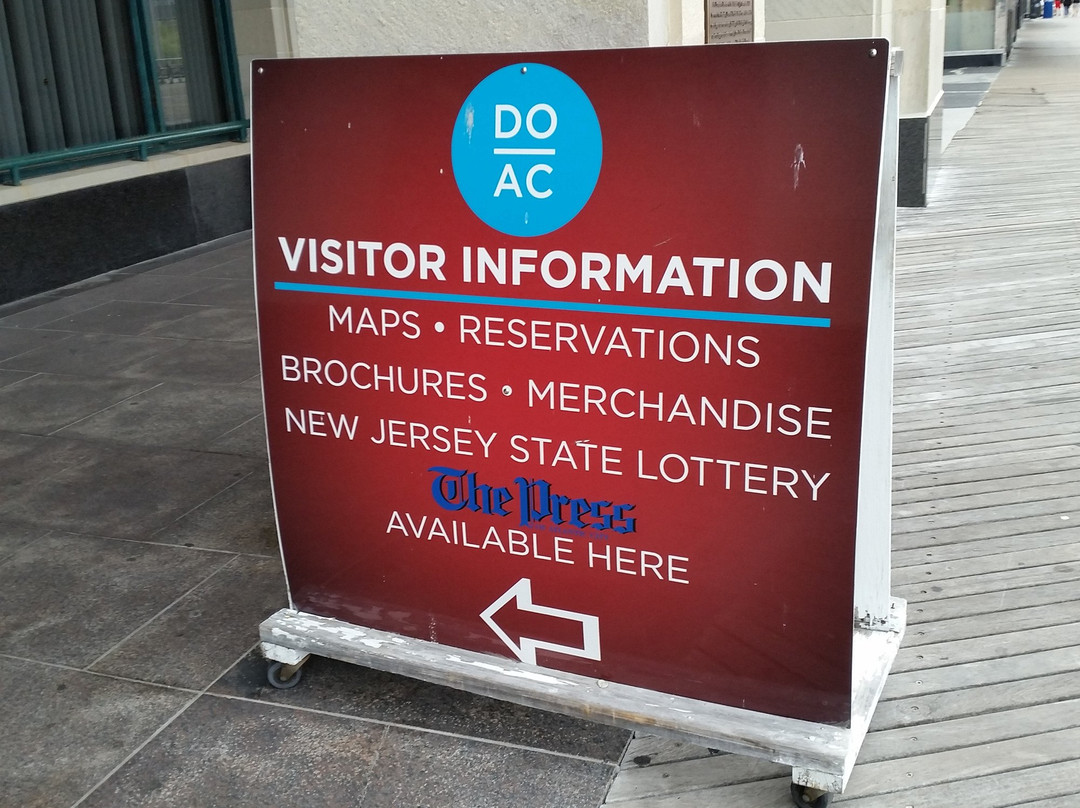 DO
AC
VISITOR INFORMATION
MAPS • RESERVATIONS
BROCHURES • MERCHANDISE
NEW JERSEY STATE LOTTERY
The Press
AVAILABLE HERE